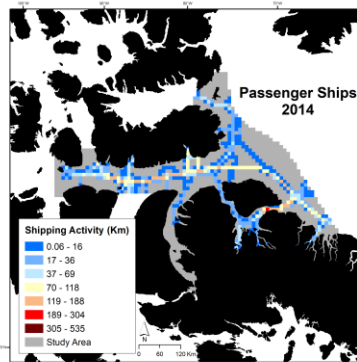 Passenger Ships
2014
Shipping Activity (Km)
0.06 - 16
17 - 36
37 - 69
70 - 118
119 - 188
189 - 304
305 - 535
Study Area
N
0
60
120 Km